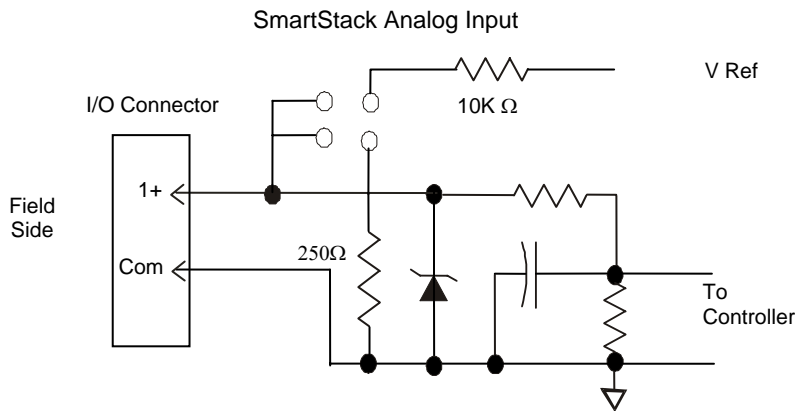 SmartStack Analog Input
V Ref
I/O Connector
10K Ω
1+
Field
Side
250Ω
Com
To
Controller